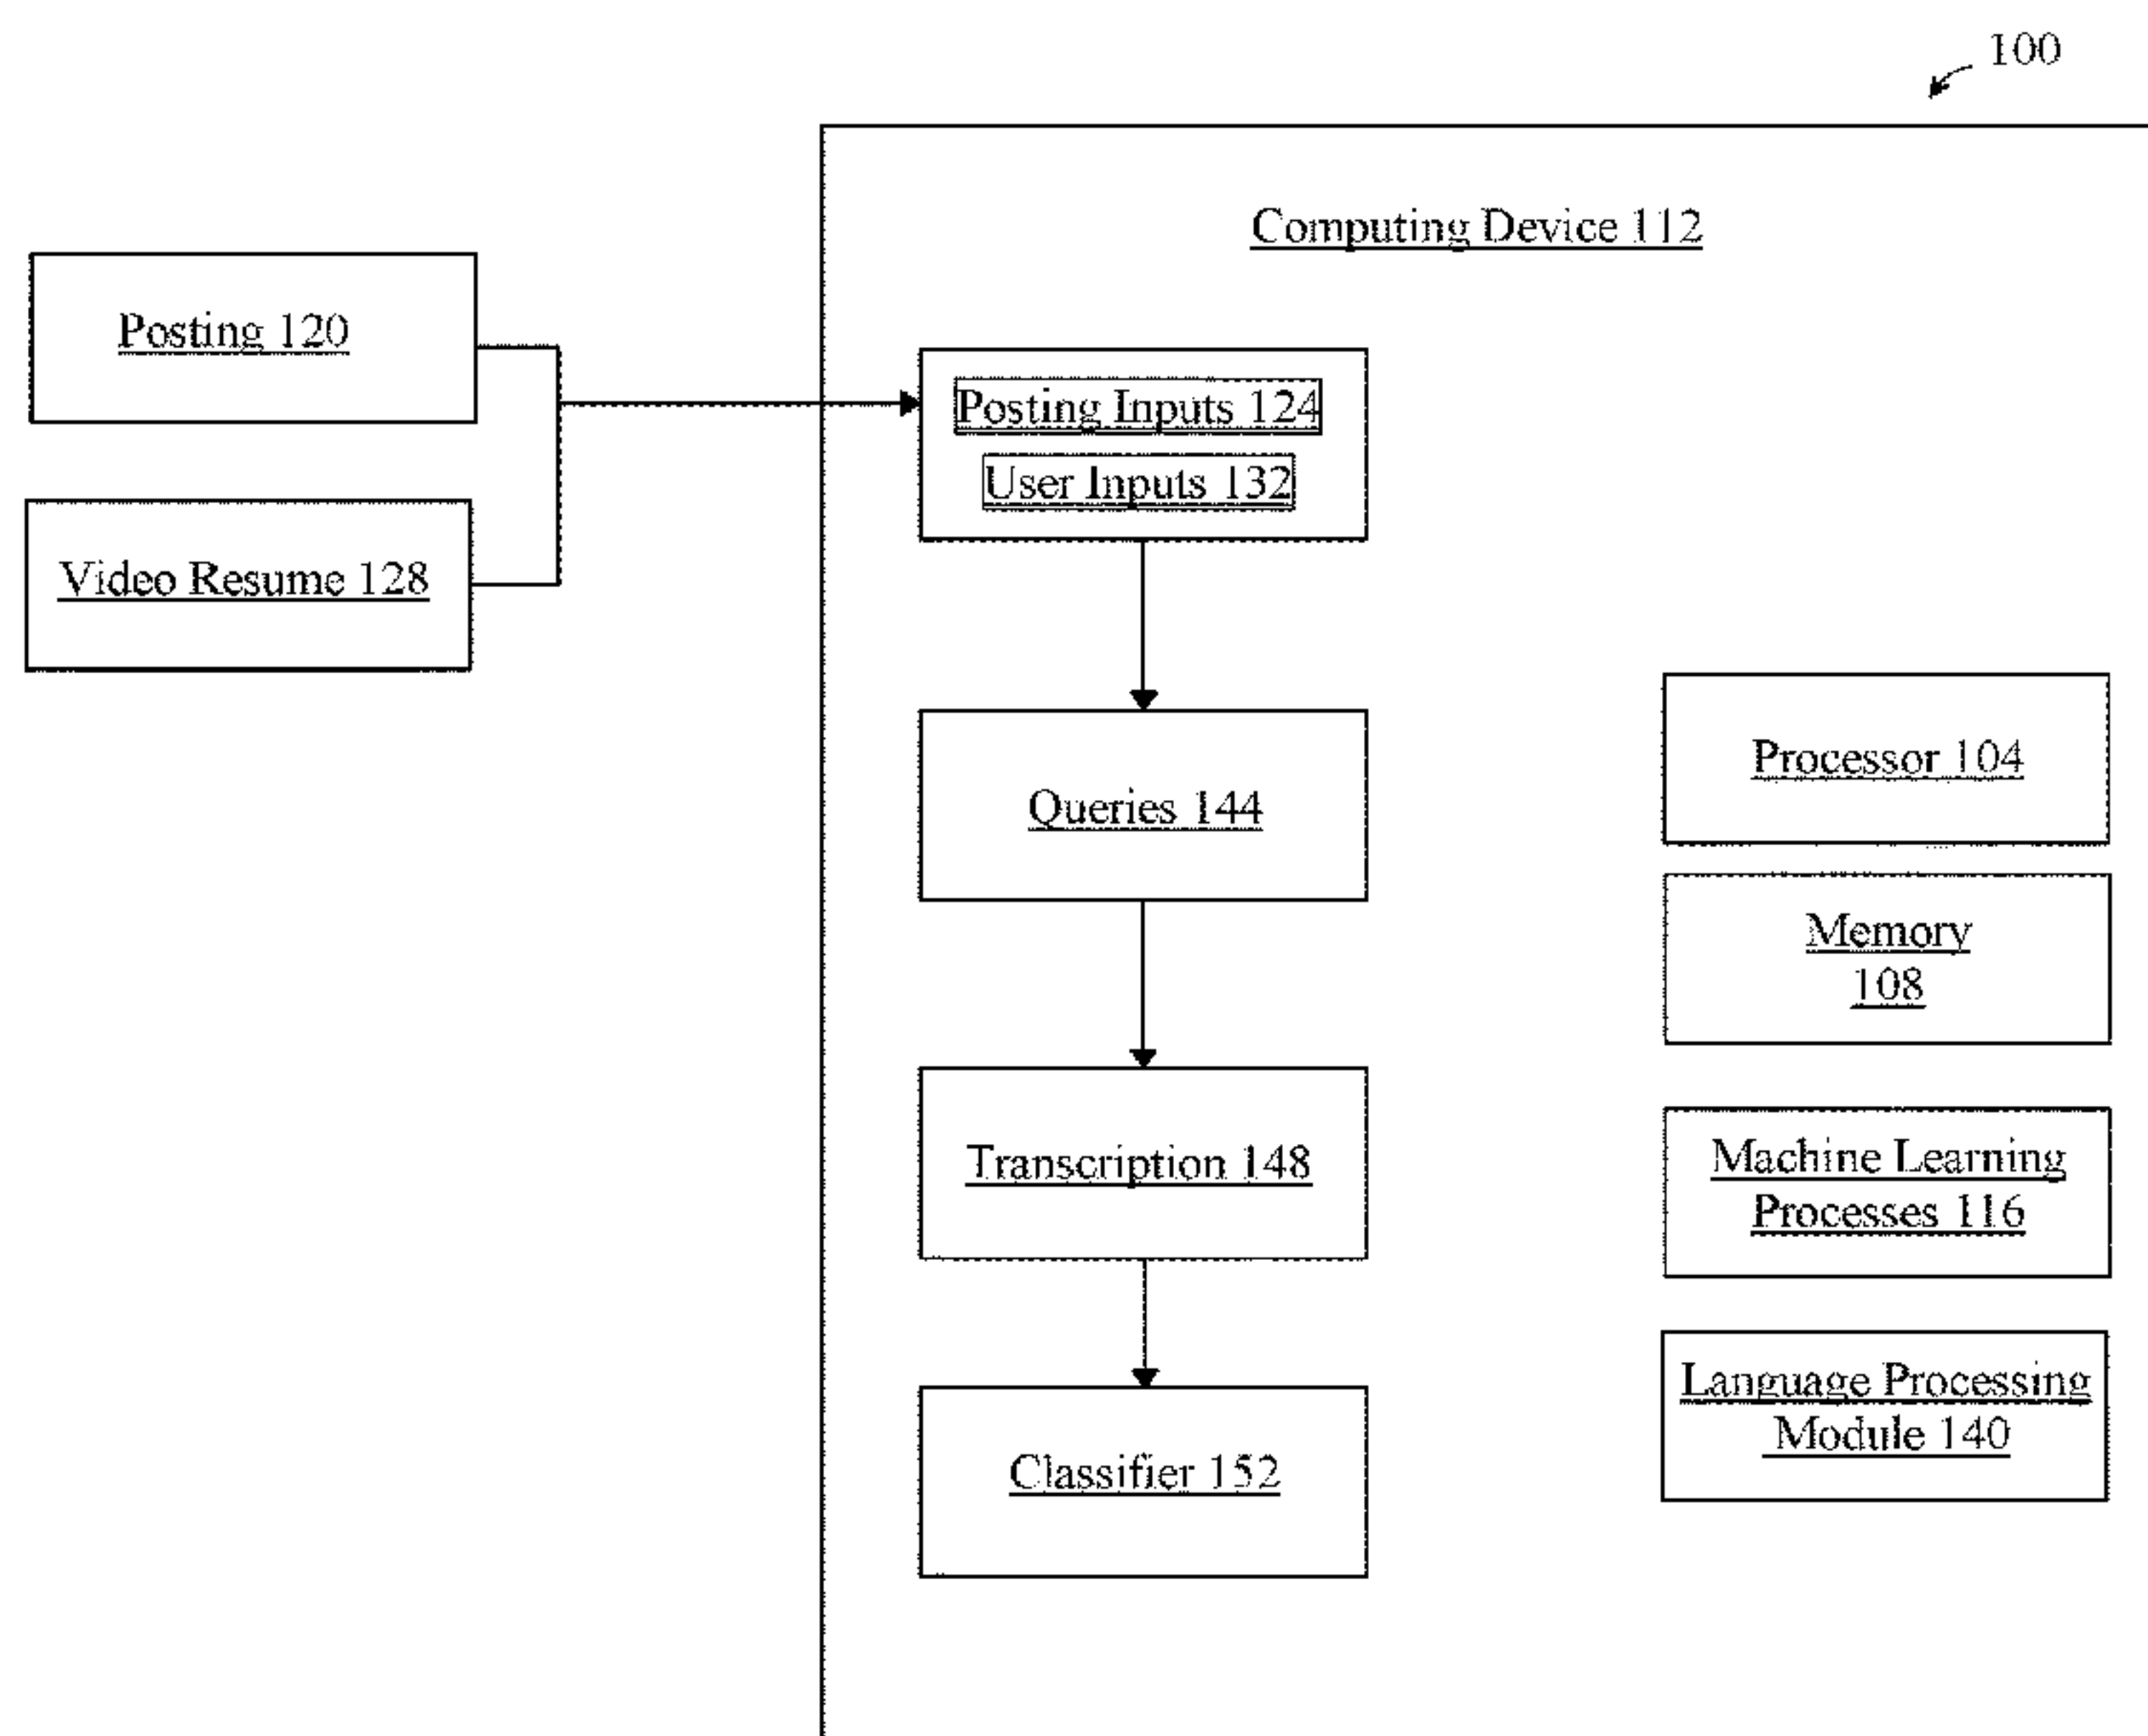 100
Computing Device 112
Posting 120
Video Resume 128
Posting Inputs 124
User Inputs 132
Queries 144
Transcription 148
Classifier 152
Processor 104
Memory
108
Machine Learning
Processes 116
Language Processing
Module 140